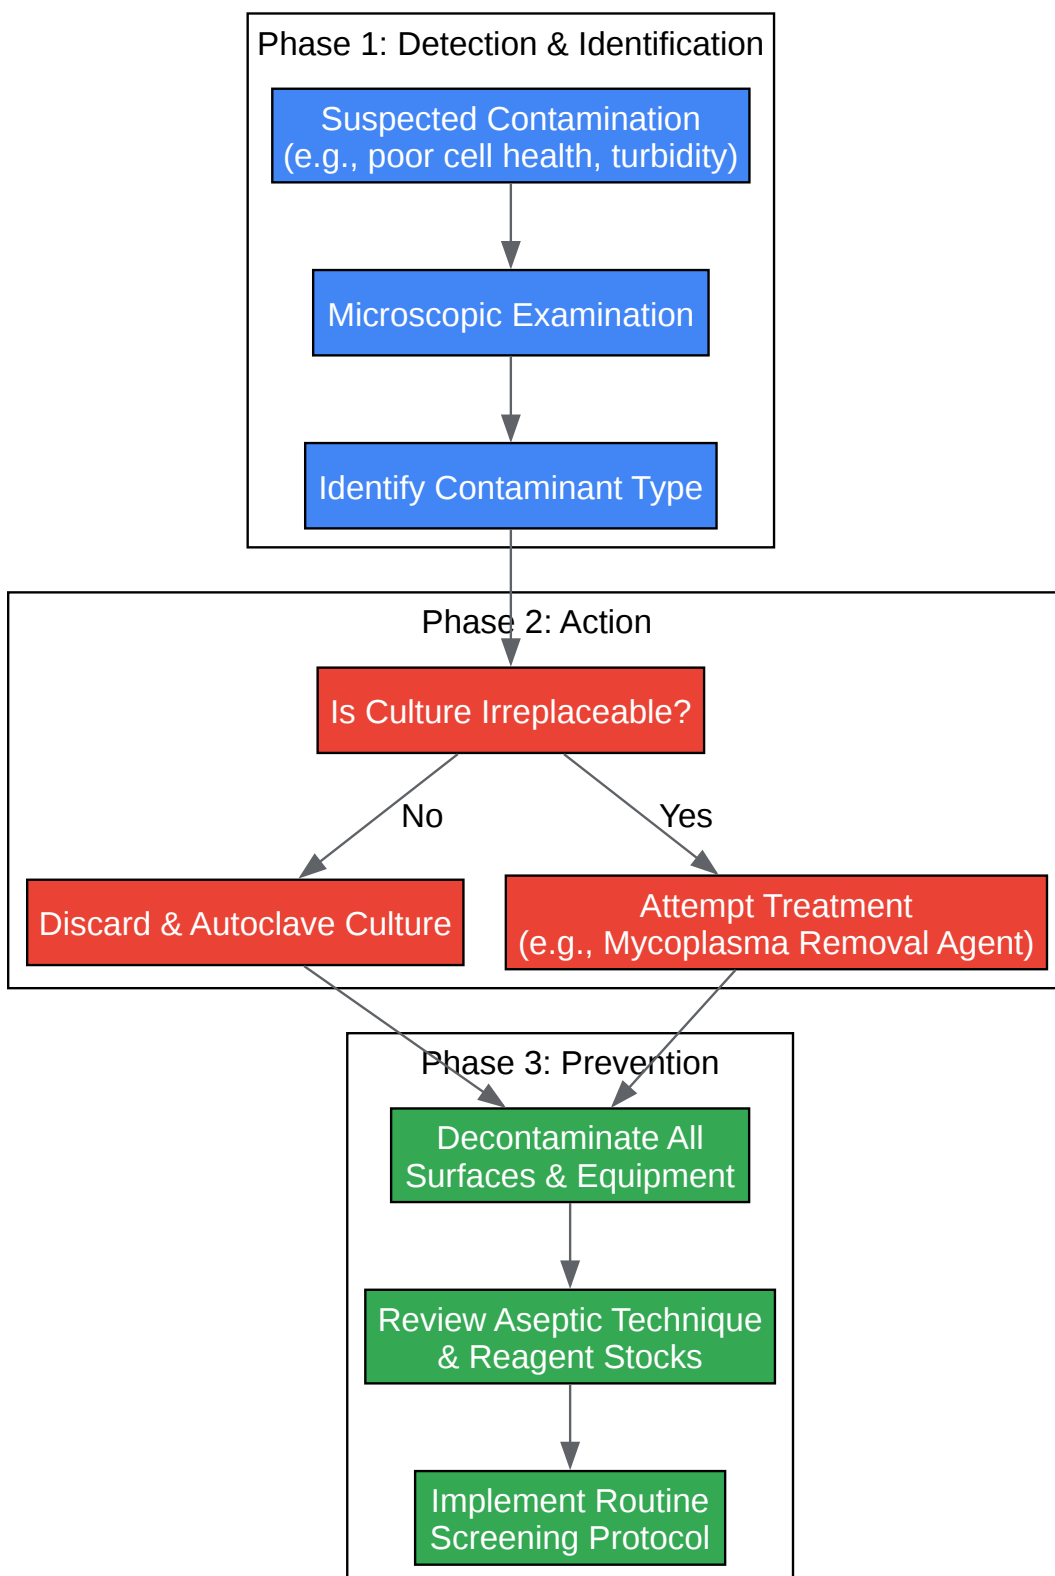 Phase 1: Detection & Identification
Suspected Contamination
(e.g., poor cell health, turbidity)
Microscopic Examination
Identify Contaminant Type
Phase 2: Action
Is Culture Irreplaceable?
No
Yes
Discard & Autoclave Culture
Attempt Treatment
(e.g., Mycoplasma Removal Agent)
Phase 3: Prevention
Decontaminate All
Surfaces & Equipment
Review Aseptic Technique
& Reagent Stocks
Implement Routine
Screening Protocol